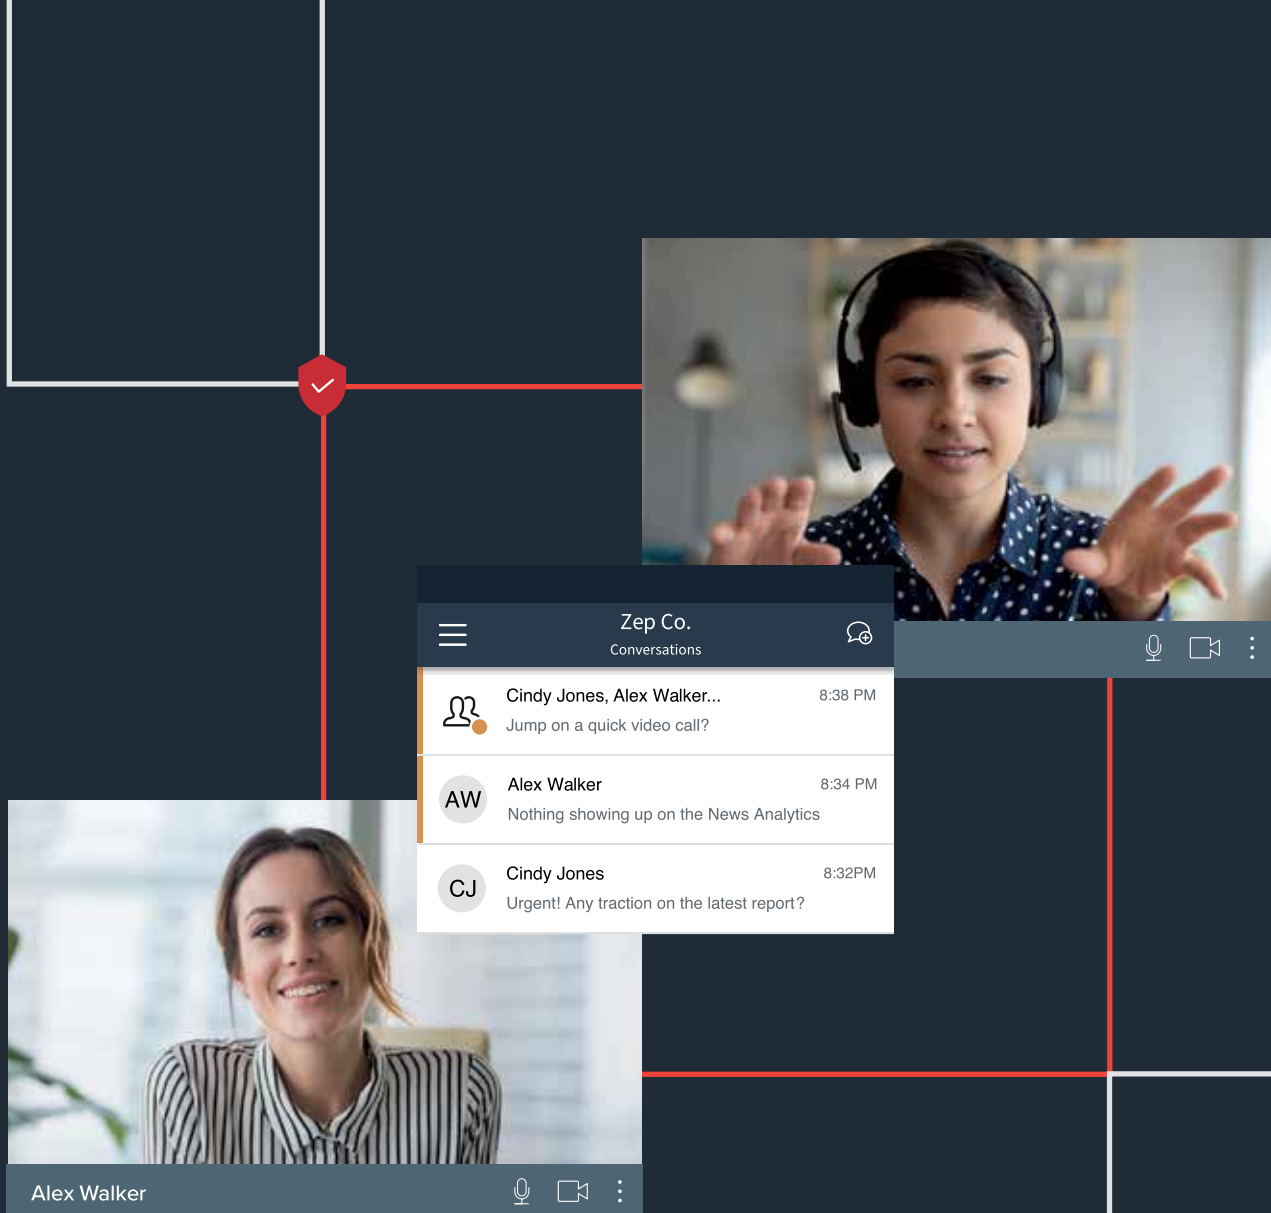 Zep Co.
Conversations
Cindy Jones, Alex Walker... 8:38 PM
Jump on a quick video call?
AW Alex Walker 8:34 PM
Nothing showing up on the News Analytics
CJ Cindy Jones 8:32PM
Urgent! Any traction on the latest report?
Alex Walker